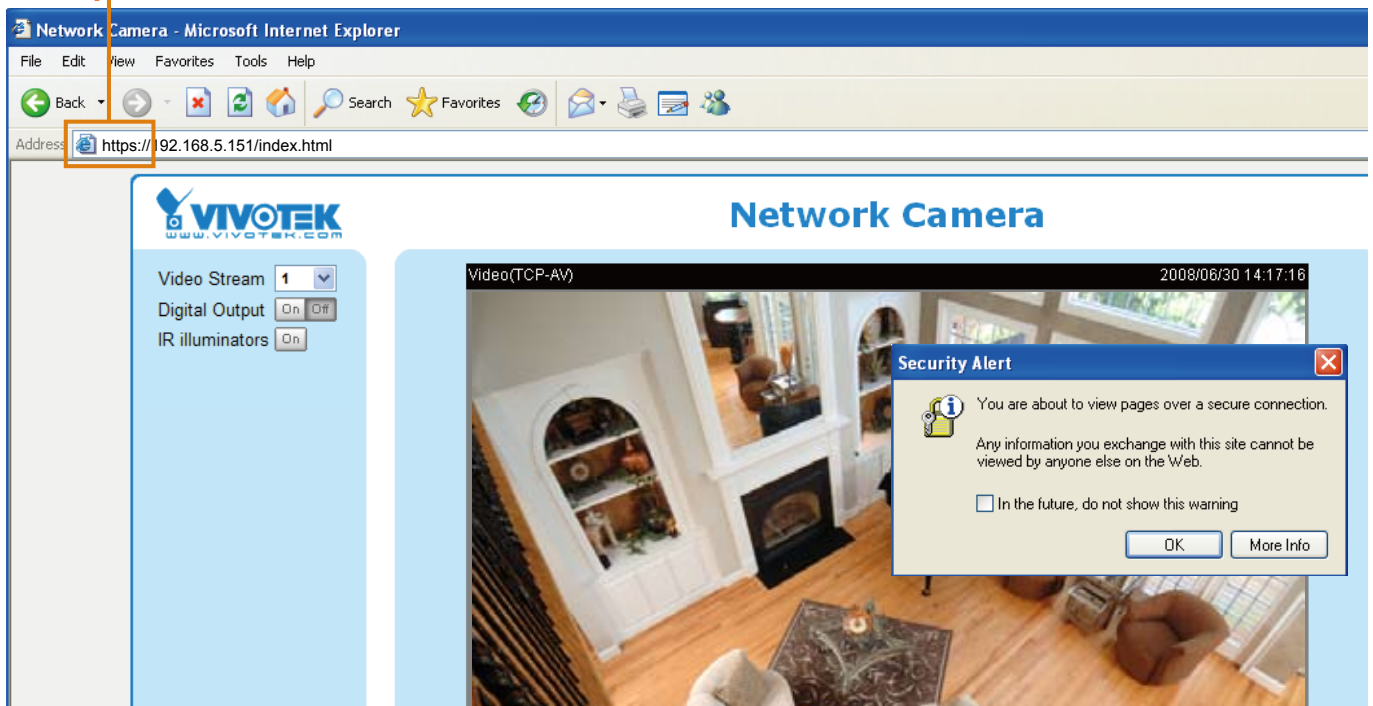 Network Camera - Microsoft Internet Explorer
File Edit View Favorites Tools Help
Back Search Favorites
Address https://192.168.5.151/index.html
VIVOTEK
www.vivotek.com
Network Camera
Video Stream 1
Digital Output On Off
IR illuminators On
Video(TCP-AV) 2008/06/30 14:17:16
Security Alert
You are about to view pages over a secure connection.
Any information you exchange with this site cannot be
viewed by anyone else on the Web.
In the future, do not show this warning
OK More Info